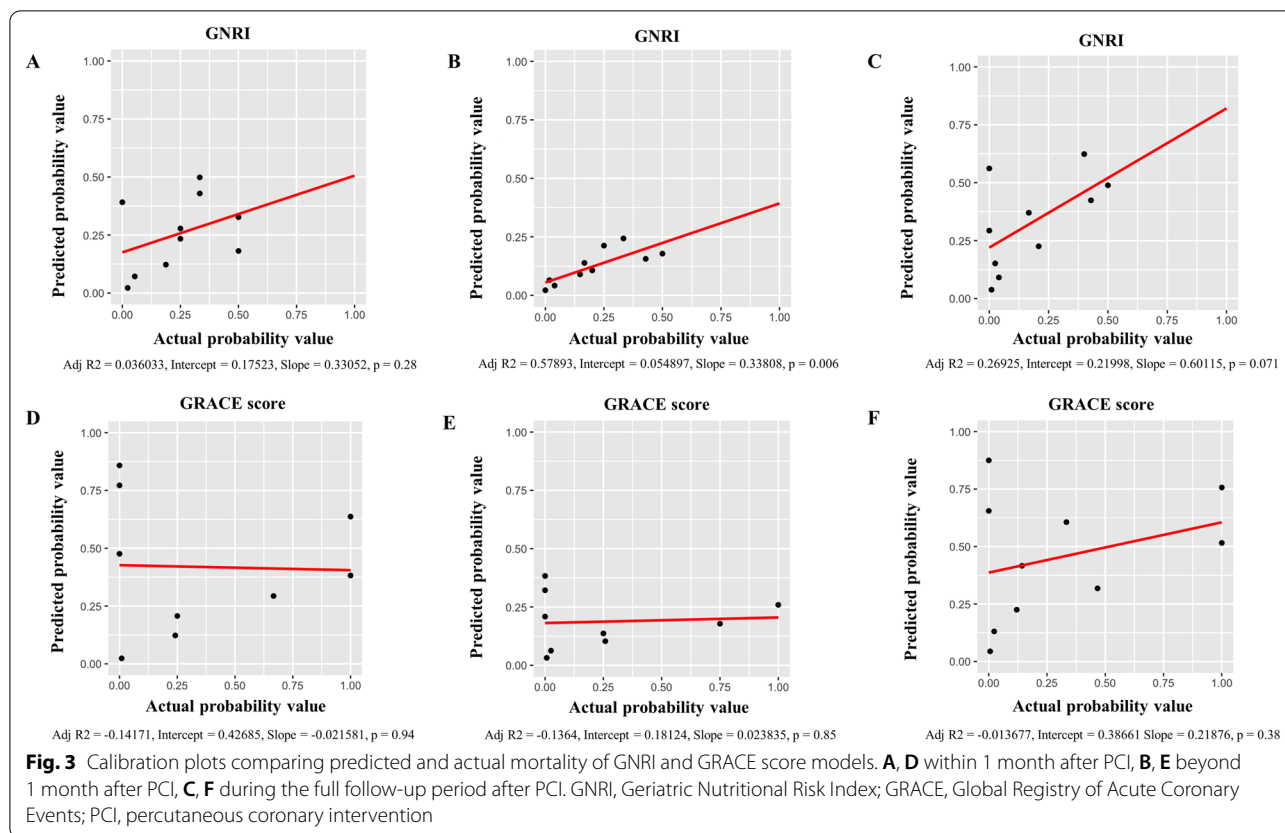 GNRI
A
Predicted probability value
1.00
0.75
0.50
0.25
0.00
0.00 0.25 0.50 0.75 1.00
Actual probability value
Adj R2 = 0.036033, Intercept = 0.17523, Slope = 0.33052, p = 0.28
GNRI
B
Predicted probability value
1.00
0.75
0.50
0.25
0.00
0.00 0.25 0.50 0.75 1.00
Actual probability value
Adj R2 = 0.57893, Intercept = 0.054897, Slope = 0.33808, p = 0.006
GNRI
C
Predicted probability value
1.00
0.75
0.50
0.25
0.00
0.00 0.25 0.50 0.75 1.00
Actual probability value
Adj R2 = 0.26925, Intercept = 0.21998, Slope = 0.60115, p = 0.071
GRACE score
D
Predicted probability value
1.00
0.75
0.50
0.25
0.00
0.00 0.25 0.50 0.75 1.00
Actual probability value
Adj R2 = -0.14171, Intercept = 0.42685, Slope = -0.021581, p = 0.94
GRACE score
E
Predicted probability value
1.00
0.75
0.50
0.25
0.00
0.00 0.25 0.50 0.75 1.00
Actual probability value
Adj R2 = -0.1364, Intercept = 0.18124, Slope = 0.023835, p = 0.85
GRACE score
F
Predicted probability value
1.00
0.75
0.50
0.25
0.00
0.00 0.25 0.50 0.75 1.00
Actual probability value
Adj R2 = -0.013677, Intercept = 0.38661 Slope = 0.21876, p = 0.38
Fig. 3 Calibration plots comparing predicted and actual mortality of GNRI and GRACE score models. A, D within 1 month after PCI, B, E beyond
1 month after PCI, C, F during the full follow-up period after PCI. GNRI, Geriatric Nutritional Risk Index; GRACE, Global Registry of Acute Coronary
Events; PCI, percutaneous coronary intervention